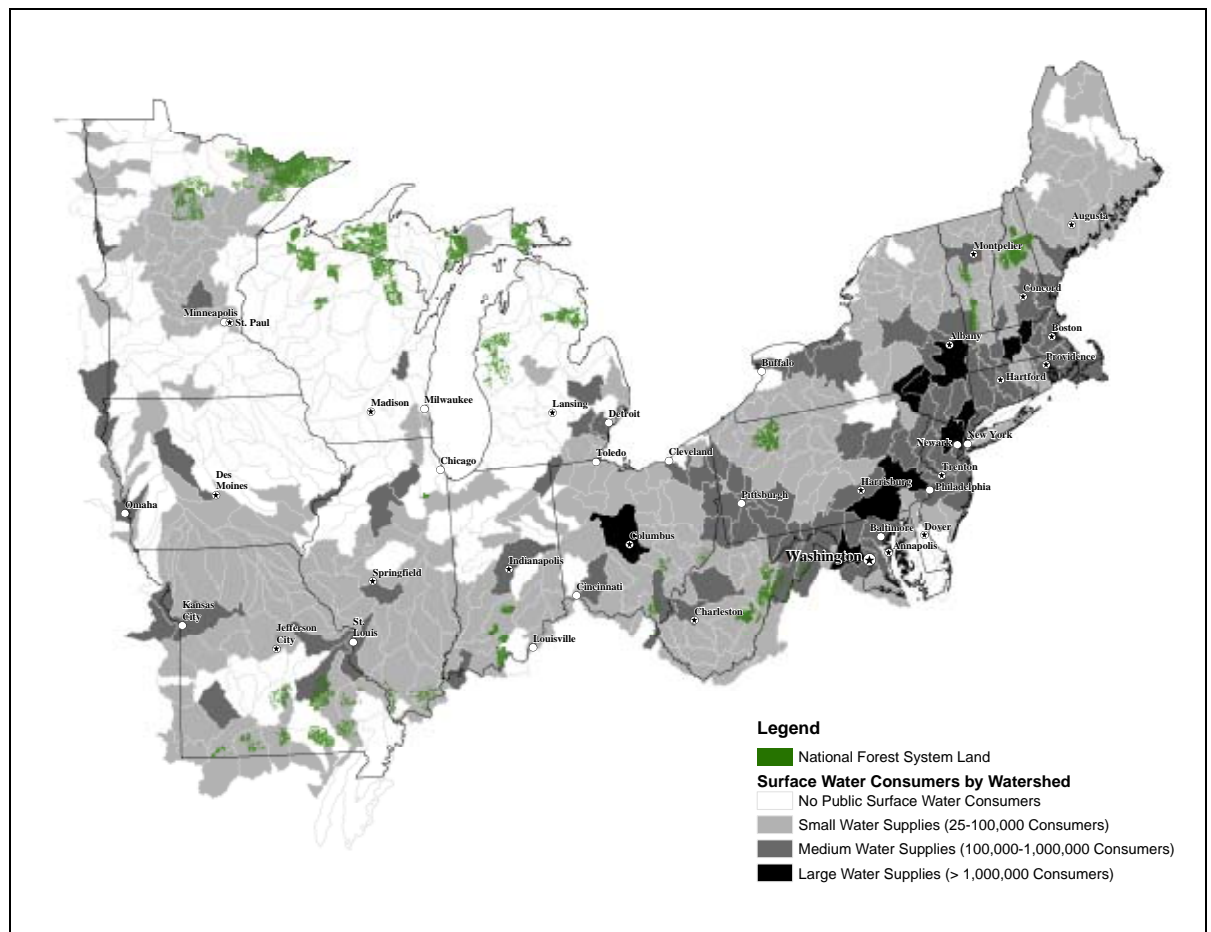 Augusta
Montpelier
Concord
Minneapolis
St. Paul
Albany
Boston
Buffalo
Providence
Hartford
Madison
Milwaukee
Lansing
Detroit
Newark
New York
Chicago
Toledo
Cleveland
Trenton
Des
Moines
Harrisburg
Philadelphia
Omaha
Pittsburgh
Columbus
Baltimore
Dover
Annapolis
Washington
Indianapolis
Springfield
Cincinnati
Kansas
City
Charleston
Jefferson
City
St.
Louis
Louisville
Legend
National Forest System Land
Surface Water Consumers by Watershed
No Public Surface Water Consumers
Small Water Supplies (25-100,000 Consumers)
Medium Water Supplies (100,000-1,000,000 Consumers)
Large Water Supplies (> 1,000,000 Consumers)